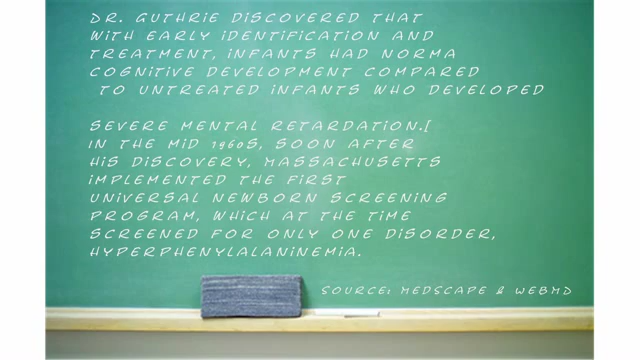 DR. GUTHRIE DISCOVERED THAT
WITH EARLY IDENTIFICATION AND
TREATMENT, INFANTS HAD NORMA
COGNITIVE DEVELOPMENT COMPARED
TO UNTREATED INFANTS WHO DEVELOPED
SEVERE MENTAL RETARDATION.[
IN THE MID 1960S, SOON AFTER
HIS DISCOVERY, MASSACHUSETTS
IMPLEMENTED THE FIRST
UNIVERSAL NEWBORN SCREENING
PROGRAM, WHICH AT THE TIME
SCREENED FOR ONLY ONE DISORDER,
HYPERPHENYLALANINEMIA.
SOURCE: MEDSCAPE & WEBMD